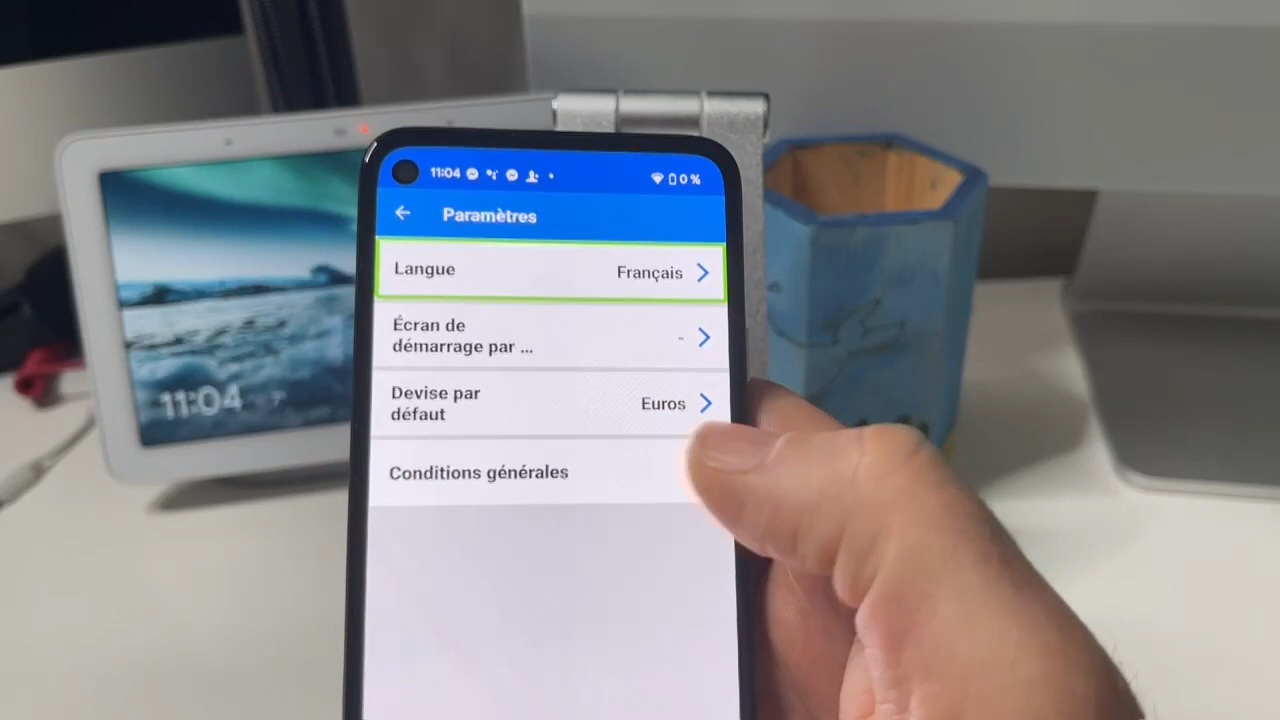 11:04 0 %
Paramètres
Langue Français
Écran de
démarrage par ... -
Devise par
défaut Euros
Conditions générales
11:04